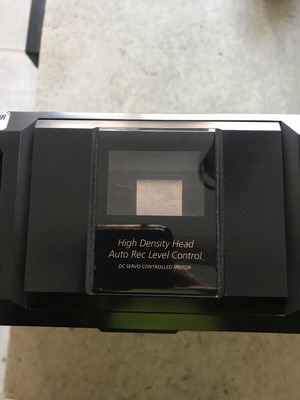 High Density Head
Auto Rec Level Control
DC SERVO CONTROLLED MOTOR